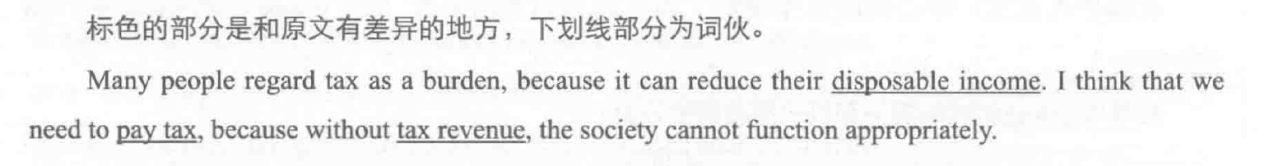 标色的部分是和原文有差异的地方，下划线部分为词伙。
Many people regard tax as a burden, because it can reduce their disposable income. I think that we
need to pay tax, because without tax revenue, the society cannot function appropriately.